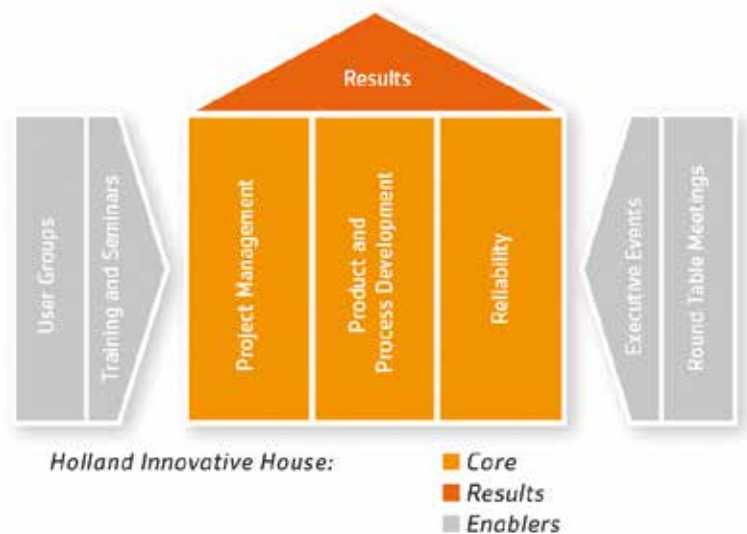 Results
User Groups
Training and Seminars
Project Management
Product and
Process Development
Reliability
Executive Events
Round Table Meetings
Holland Innovative House:
Core
Results
Enablers